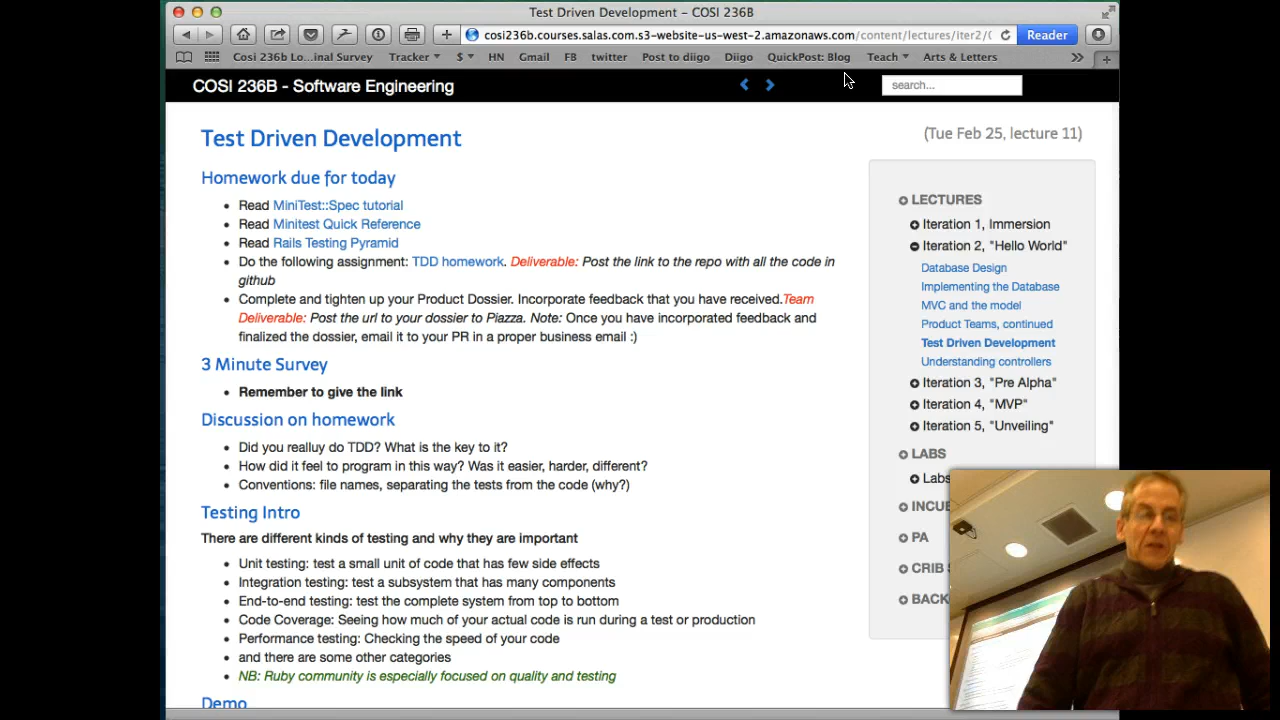 Test Driven Development – COSI 236B
cosi236b.courses.salas.com.s3-website-us-west-2.amazonaws.com/content/lectures/iter2/
Reader
Cosi 236b Lo...inal Survey Tracker $ HN Gmail FB twitter Post to diigo Diigo QuickPost: Blog Teach Arts & Letters
COSI 236B - Software Engineering
search...
Test Driven Development
(Tue Feb 25, lecture 11)
Homework due for today
Read MiniTest::Spec tutorial
Read Minitest Quick Reference
Read Rails Testing Pyramid
Do the following assignment: TDD homework. Deliverable: Post the link to the repo with all the code in
github
Complete and tighten up your Product Dossier. Incorporate feedback that you have received.Team
Deliverable: Post the url to your dossier to Piazza. Note: Once you have incorporated feedback and
finalized the dossier, email it to your PR in a proper business email :)
3 Minute Survey
Remember to give the link
Discussion on homework
Did you realluy do TDD? What is the key to it?
How did it feel to program in this way? Was it easier, harder, different?
Conventions: file names, separating the tests from the code (why?)
Testing Intro
There are different kinds of testing and why they are important
Unit testing: test a small unit of code that has few side effects
Integration testing: test a subsystem that has many components
End-to-end testing: test the complete system from top to bottom
Code Coverage: Seeing how much of your actual code is run during a test or production
Performance testing: Checking the speed of your code
and there are some other categories
NB: Ruby community is especially focused on quality and testing
Demo
LECTURES
Iteration 1, Immersion
Iteration 2, "Hello World"
Database Design
Implementing the Database
MVC and the model
Product Teams, continued
Test Driven Development
Understanding controllers
Iteration 3, "Pre Alpha"
Iteration 4, "MVP"
Iteration 5, "Unveiling"
LABS
Labs
INCU
PA
CRIB
BACK